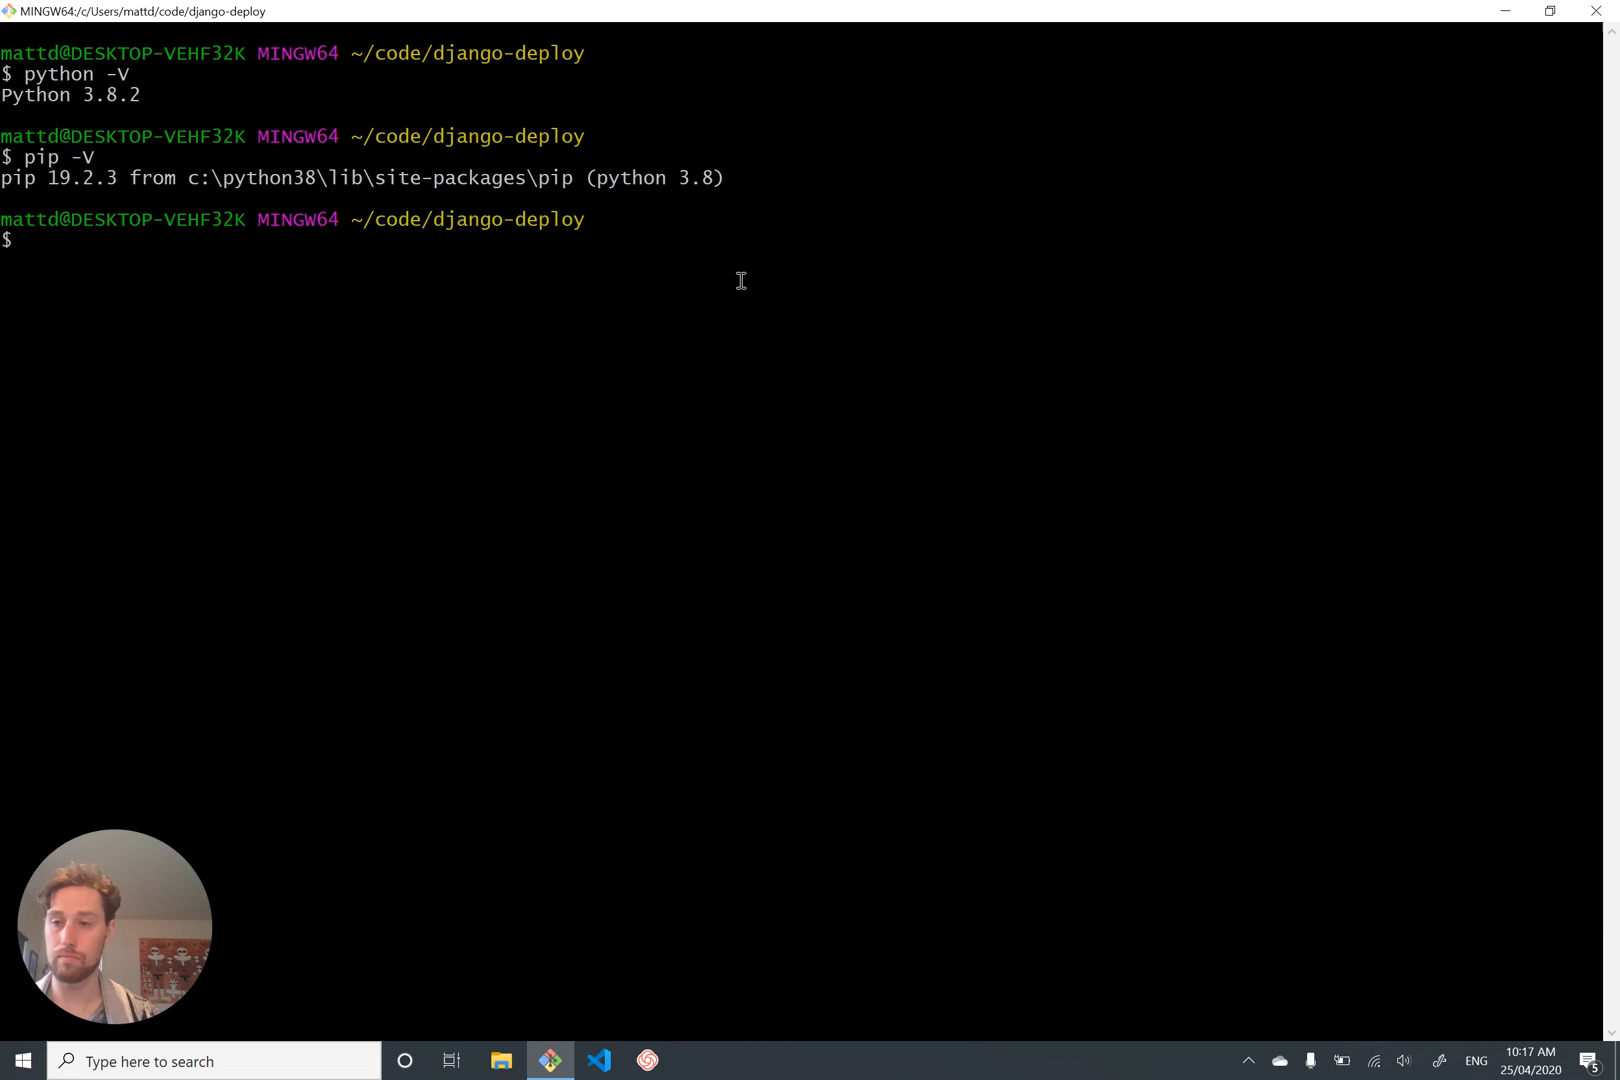 MINGW64:/c/Users/mattd/code/django-deploy
mattd@DESKTOP-VEHF32K MINGW64 ~/code/django-deploy
$ python -V
Python 3.8.2
mattd@DESKTOP-VEHF32K MINGW64 ~/code/django-deploy
$ pip -V
pip 19.2.3 from c:\python38\lib\site-packages\pip (python 3.8)
mattd@DESKTOP-VEHF32K MINGW64 ~/code/django-deploy
$
Type here to search
ENG
10:17 AM
25/04/2020
5